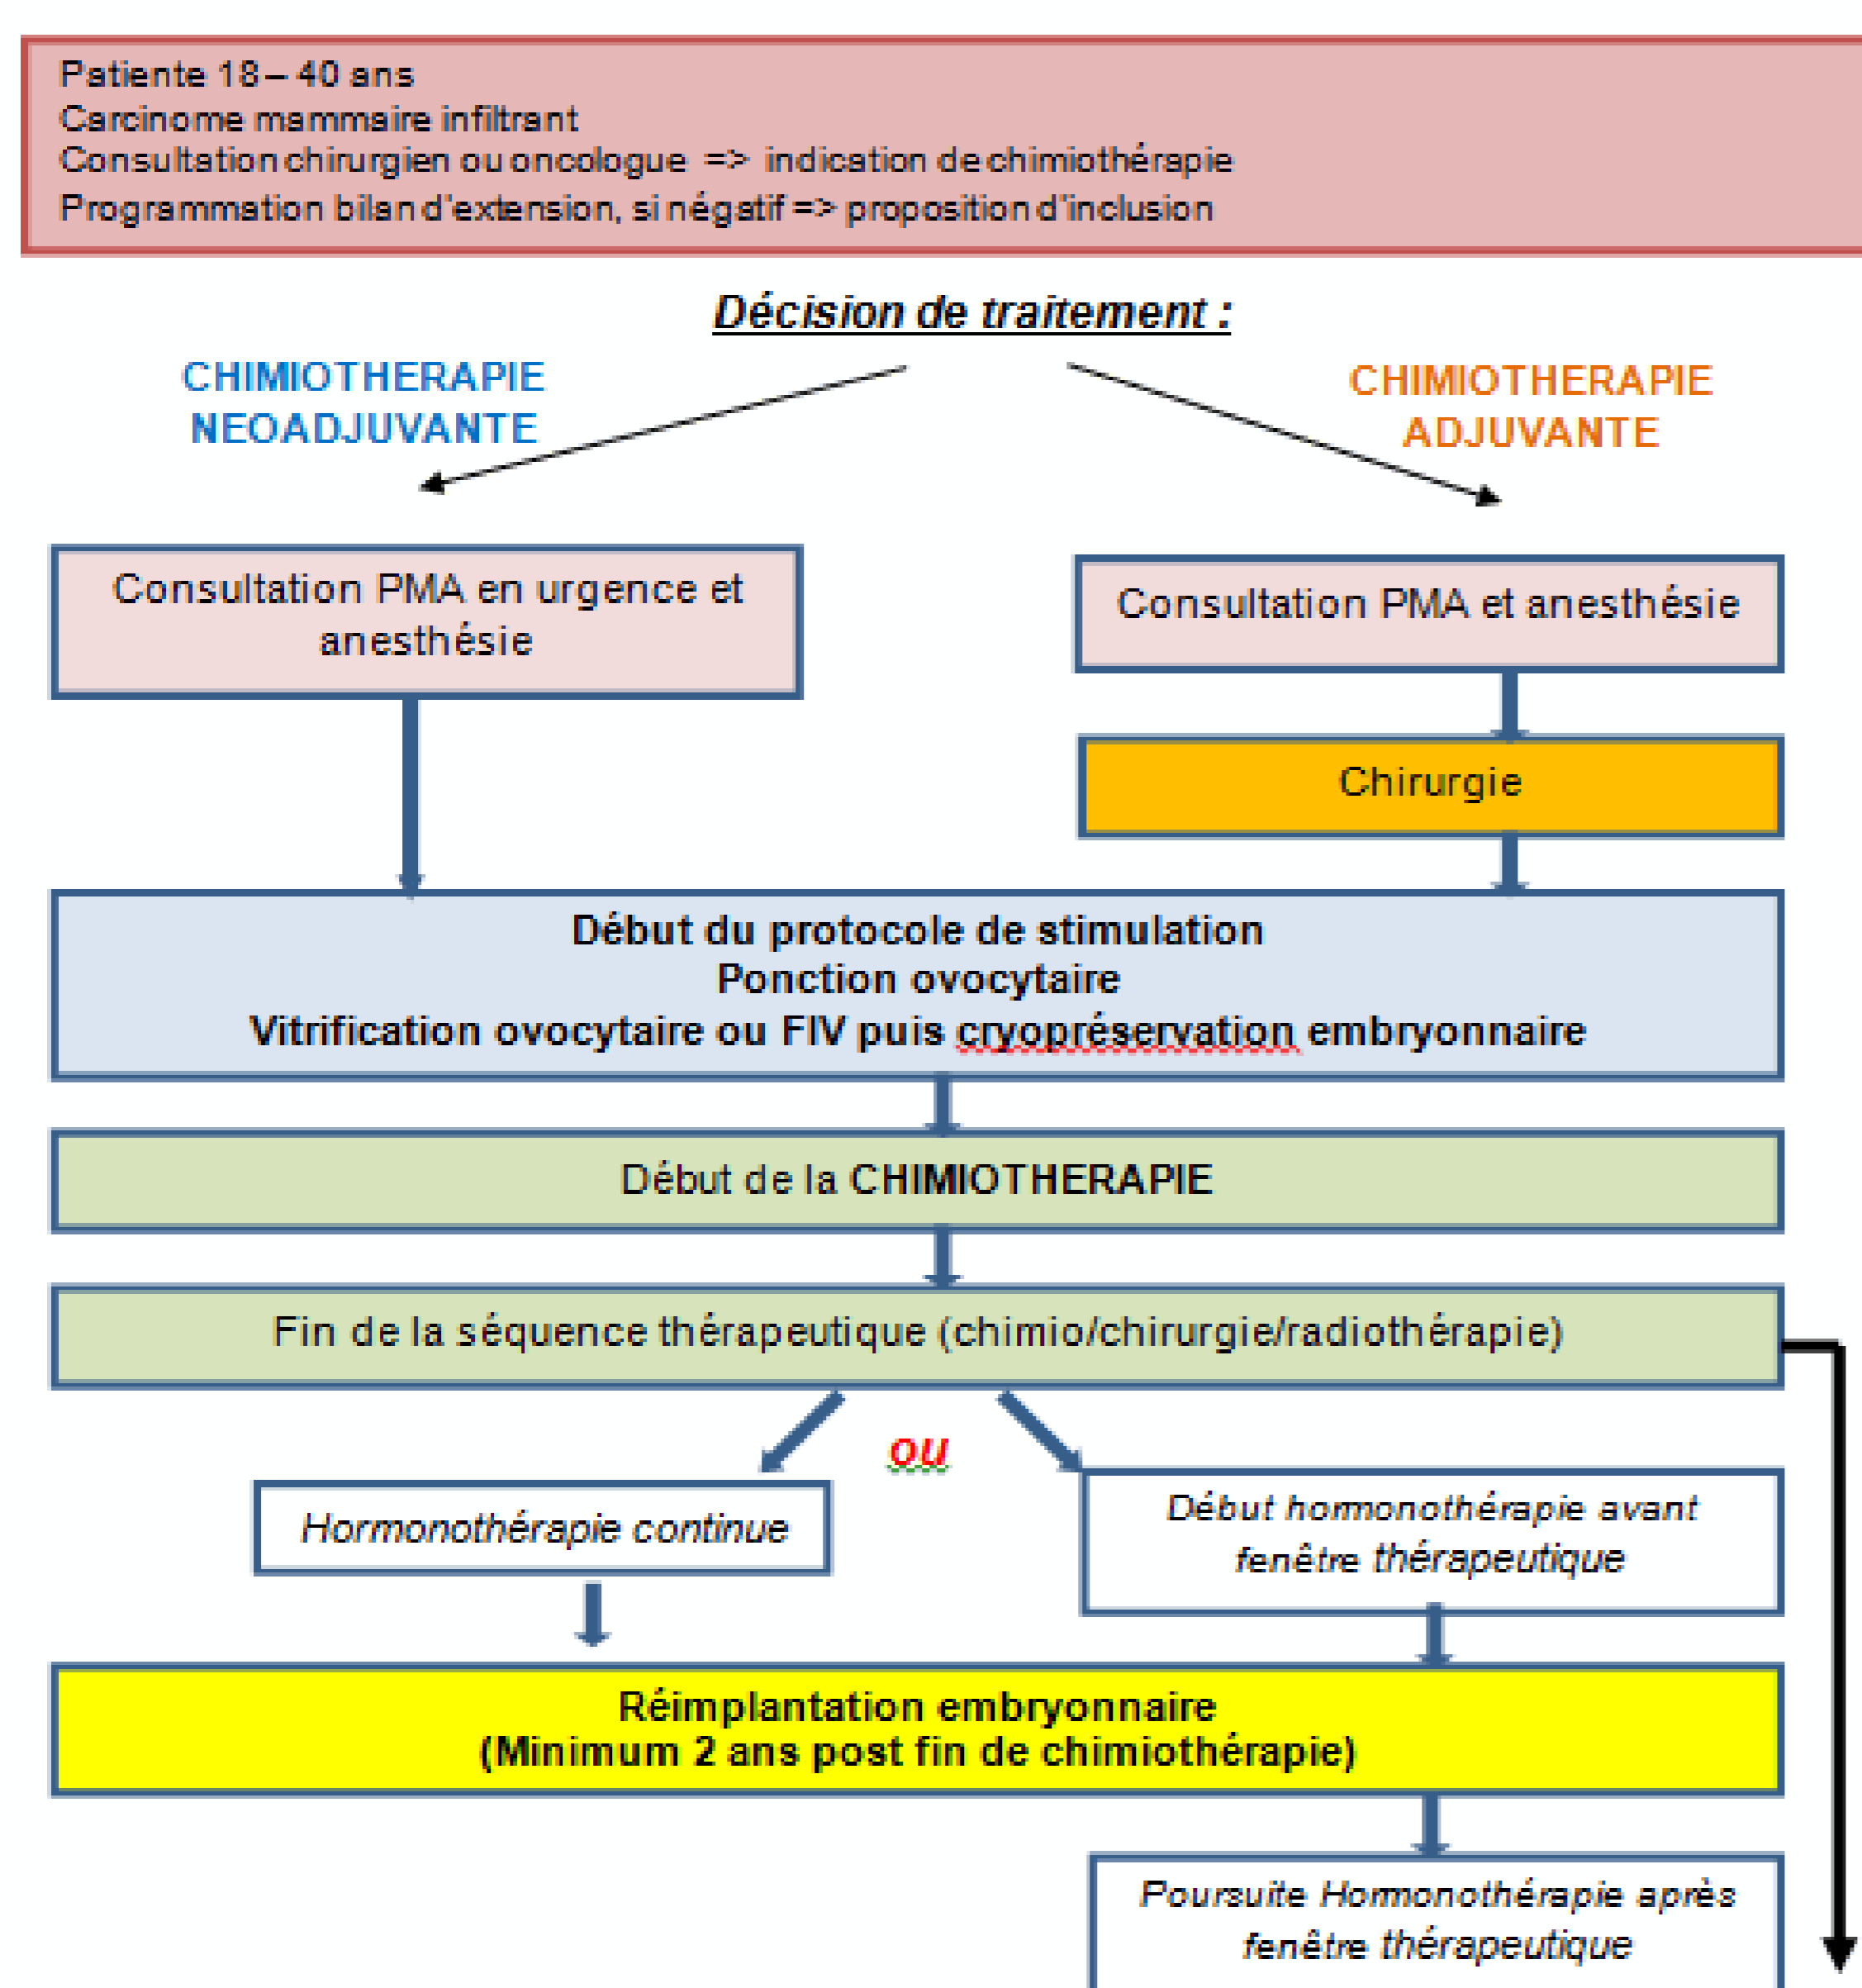 Patiente 18 – 40 ans
Carcinome mammaire infiltrant
Consultation chirurgien ou oncologue => indication de chimiothérapie
Programmation bilan d'extension, si négatif => proposition d'inclusion
Décision de traitement :
CHIMIOTHERAPIE
NEOADJUVANTE
CHIMIOTHERAPIE
ADJUVANTE
Consultation PMA en urgence et
anesthésie
Consultation PMA et anesthésie
Chirurgie
Début du protocole de stimulation
Ponction ovocytaire
Vitrification ovocytaire ou FIV puis cryopréservation embryonnaire
Début de la CHIMIOTHERAPIE
Fin de la séquence thérapeutique (chimio/chirurgie/radiothérapie)
ou
Hormonothérapie continue
Début hormonothérapie avant
fenêtre thérapeutique
Réimplantation embryonnaire
(Minimum 2 ans post fin de chimiothérapie)
Poursuite Hormonothérapie après
fenêtre thérapeutique